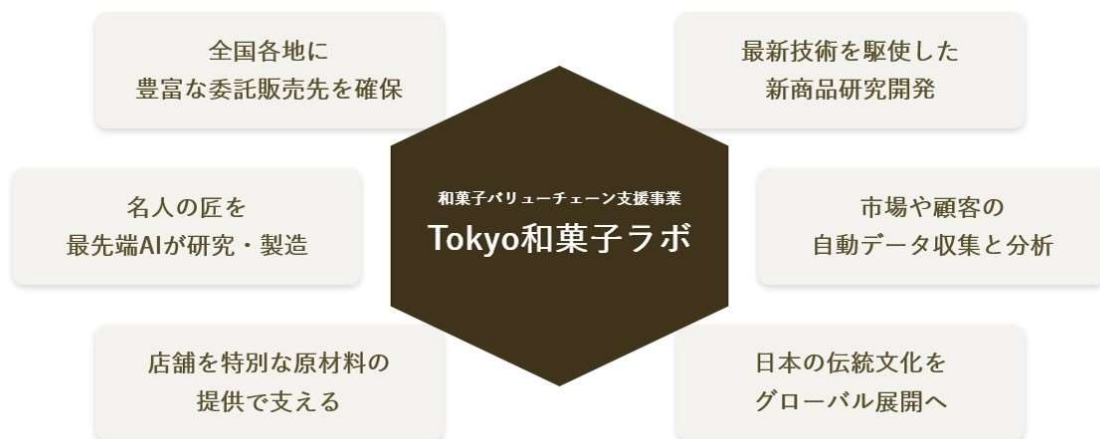 全国各地に
豊富な委託販売先を確保
最新技術を駆使した
新商品研究開発
名人の匠を
最先端AIが研究・製造
和菓子バリューチェーン支援事業
Tokyo和菓子ラボ
市場や顧客の
自動データ収集と分析
店舗を特別な原材料の
提供で支える
日本の伝統文化を
グローバル展開へ